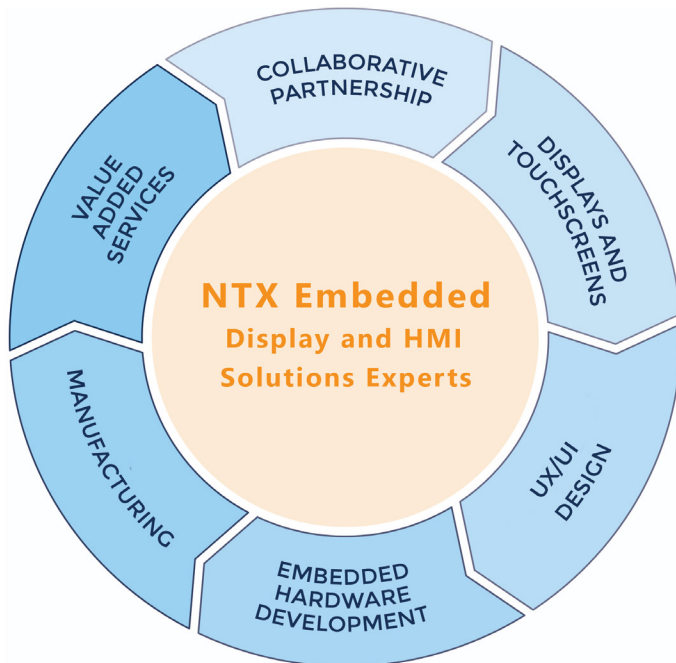 COLLABORATIVE
PARTNERSHIP
DISPLAYS AND
TOUCHSCREENS
UX/UI
DESIGN
EMBEDDED
HARDWARE
DEVELOPMENT
MANUFACTURING
VALUE
ADDED
SERVICES
NTX Embedded
Display and HMI
Solutions Experts